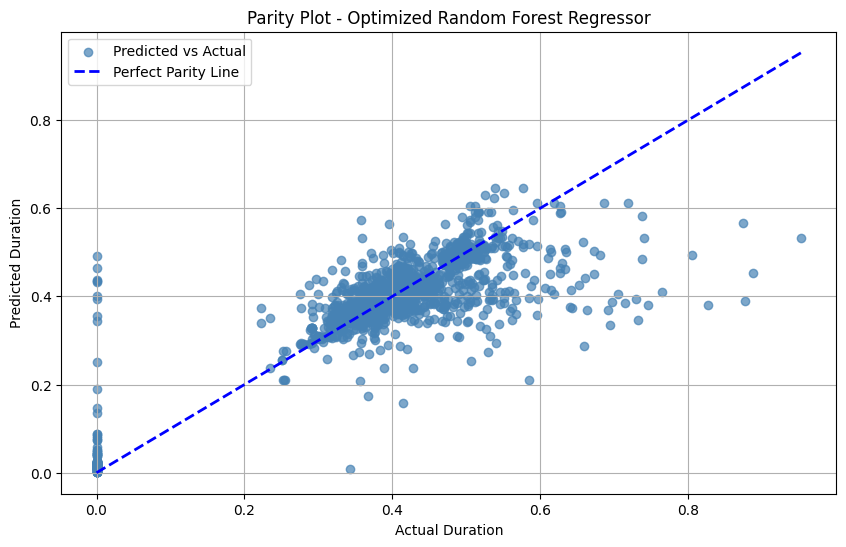 Parity Plot - Optimized Random Forest Regressor
Predicted vs Actual
Perfect Parity Line
Predicted Duration
0.8
0.6
0.4
0.2
0.0
0.0 0.2 0.4 0.6 0.8
Actual Duration